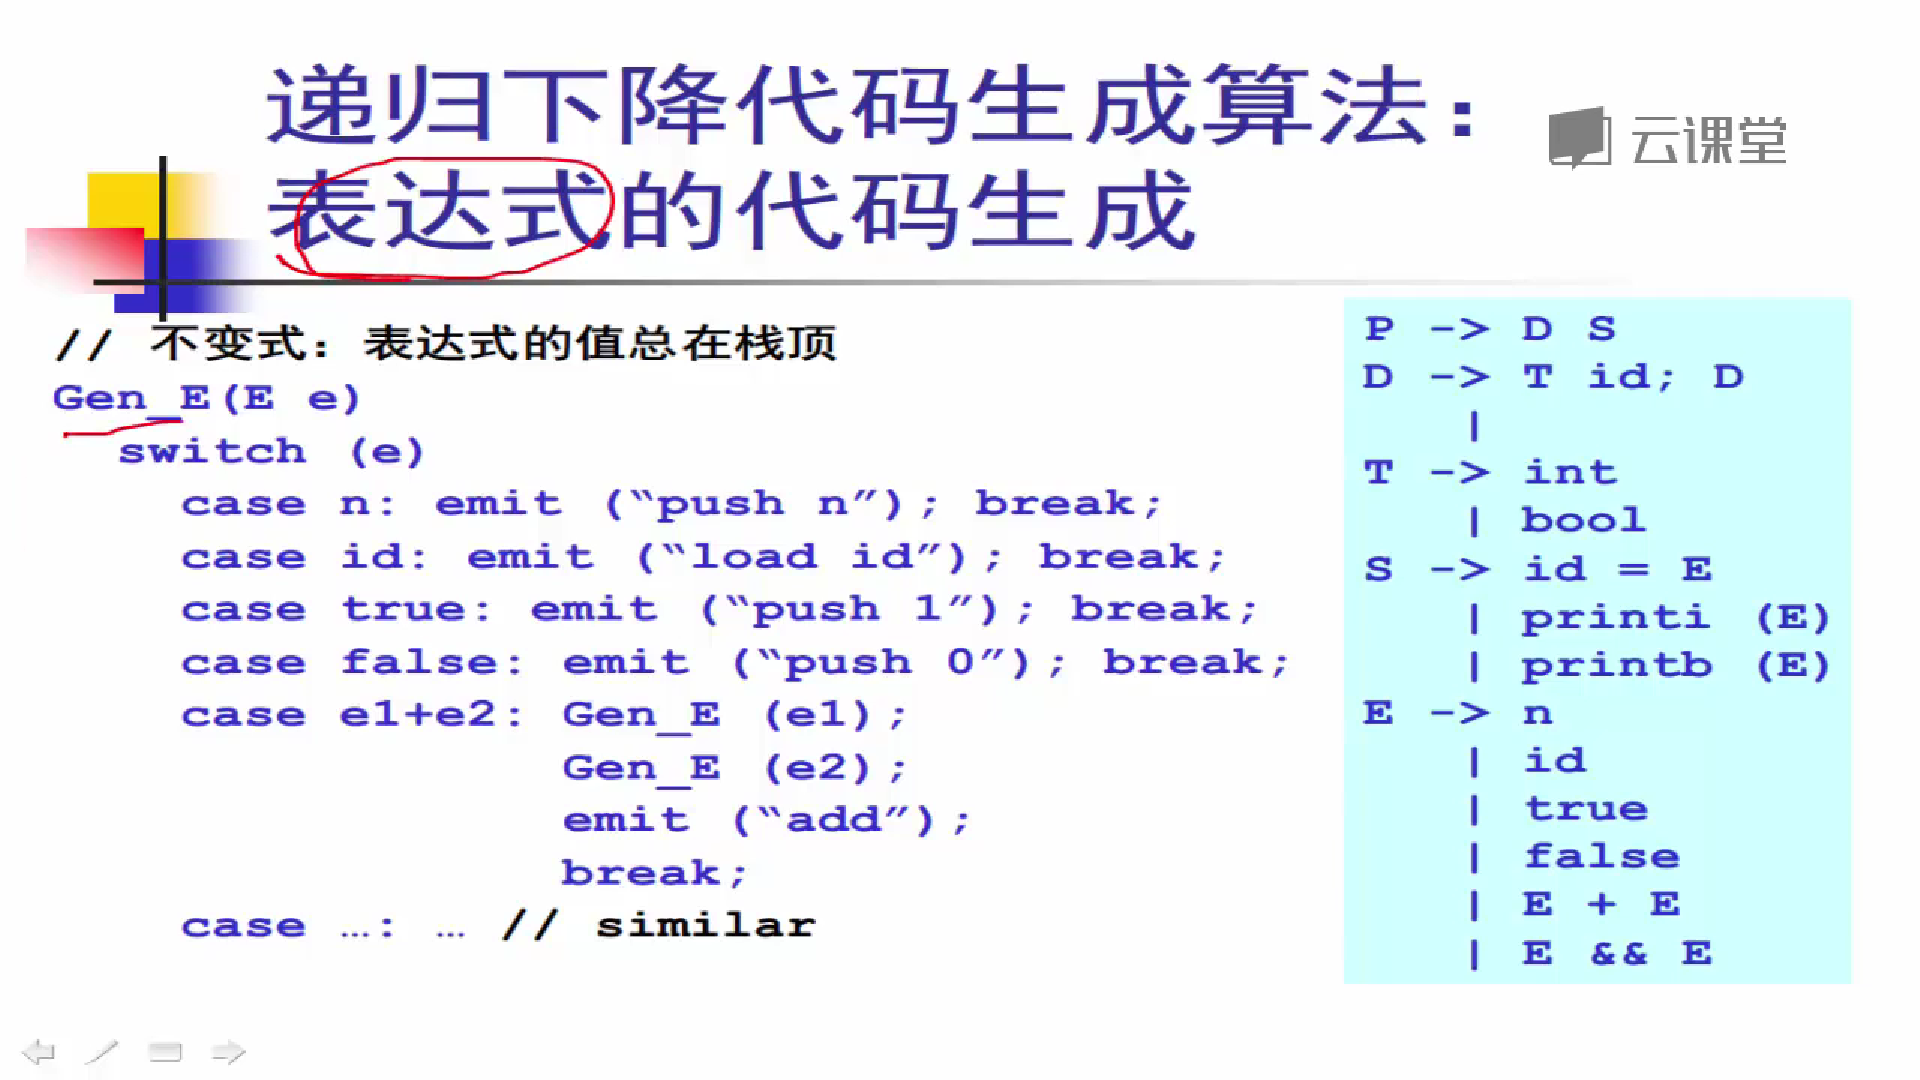 递归下降代码生成算法：
表达式的代码生成
云课堂
// 不变式：表达式的值总在栈顶
Gen_E(E e)
switch (e)
case n: emit (“push n”); break;
case id: emit (“load id”); break;
case true: emit (“push 1”); break;
case false: emit (“push 0”); break;
case e1+e2: Gen_E (e1);
Gen_E (e2);
emit (“add”);
break;
case …: … // similar
P -> D S
D -> T id; D
|
T -> int
| bool
S -> id = E
| printi (E)
| printb (E)
E -> n
| id
| true
| false
| E + E
| E && E